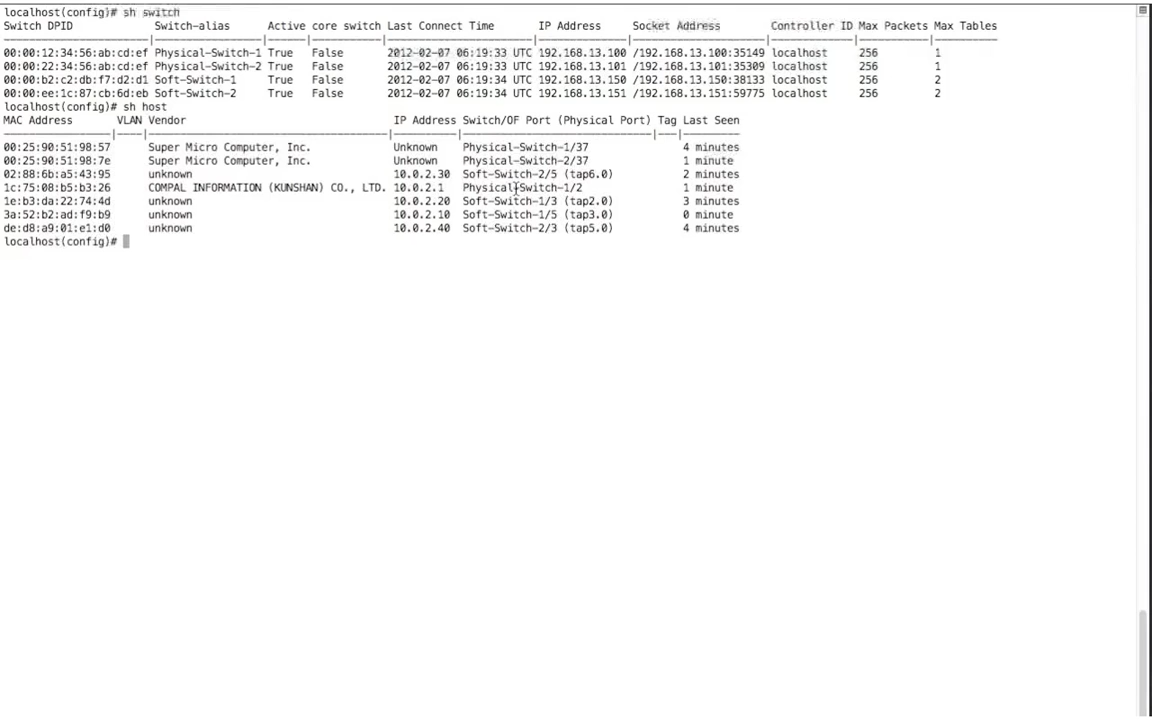 localhost(config)# sh switch
Switch DPID Switch-alias Active core switch Last Connect Time IP Address Socket Address Controller ID Max Packets Max Tables
00:00:12:34:56:ab:cd:ef Physical-Switch-1 True False 2012-02-07 06:19:33 UTC 192.168.13.100 /192.168.13.100:35149 localhost 256 1
00:00:22:34:56:ab:cd:ef Physical-Switch-2 True False 2012-02-07 06:19:33 UTC 192.168.13.101 /192.168.13.101:35309 localhost 256 1
00:00:b2:c2:db:f7:d2:d1 Soft-Switch-1 True False 2012-02-07 06:19:34 UTC 192.168.13.150 /192.168.13.150:38133 localhost 256 2
00:00:ee:1c:87:cb:6d:eb Soft-Switch-2 True False 2012-02-07 06:19:34 UTC 192.168.13.151 /192.168.13.151:59775 localhost 256 2
localhost(config)# sh host
MAC Address VLAN Vendor IP Address Switch/OF Port (Physical Port) Tag Last Seen
00:25:90:51:98:57 Super Micro Computer, Inc. Unknown Physical-Switch-1/37 4 minutes
00:25:90:51:98:7e Super Micro Computer, Inc. Unknown Physical-Switch-2/37 1 minute
02:88:6b:a5:43:95 unknown 10.0.2.30 Soft-Switch-2/5 (tap6.0) 2 minutes
1c:75:08:b5:b3:26 COMPAL INFORMATION (KUNSHAN) CO., LTD. 10.0.2.1 Physical-Switch-1/2 1 minute
1e:b3:da:22:74:4d unknown 10.0.2.20 Soft-Switch-1/3 (tap2.0) 3 minutes
3a:52:b2:ad:f9:b9 unknown 10.0.2.10 Soft-Switch-1/5 (tap3.0) 0 minute
de:d8:a9:01:e1:d0 unknown 10.0.2.40 Soft-Switch-2/3 (tap5.0) 4 minutes
localhost(config)#